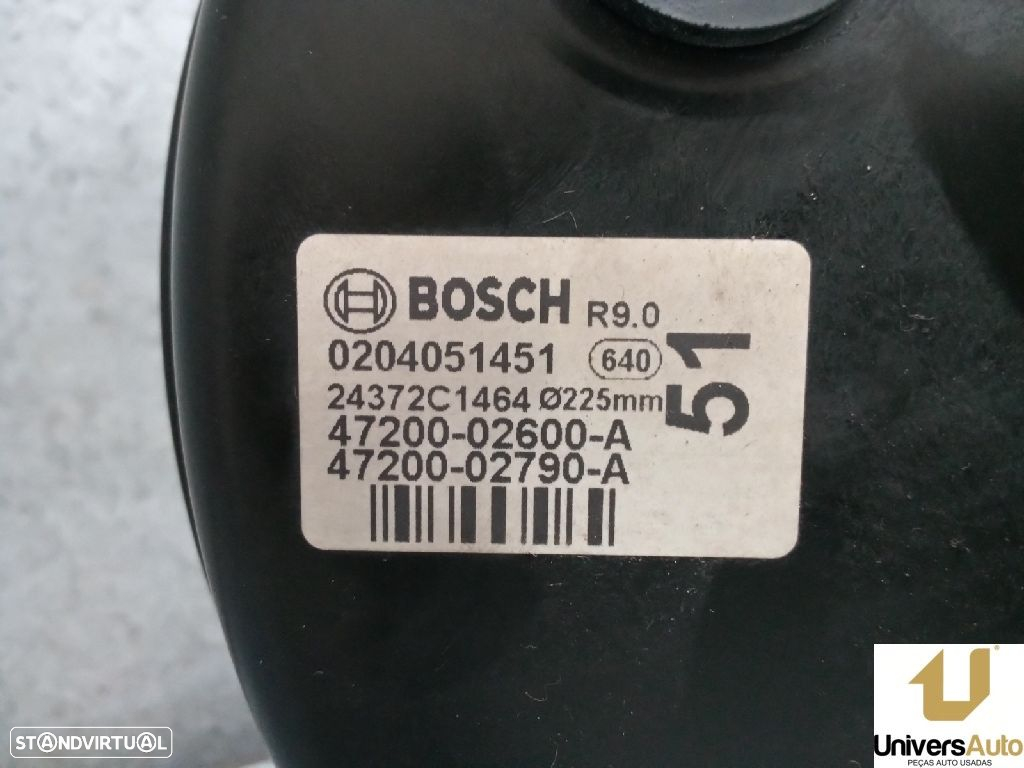 BOSCH R9.0
0204051451 640
24372C1464 Ø225mm
47200-02600-A
47200-02790-A
51
STANDVIRTUAL
UniversAuto
PEÇAS AUTO USADAS